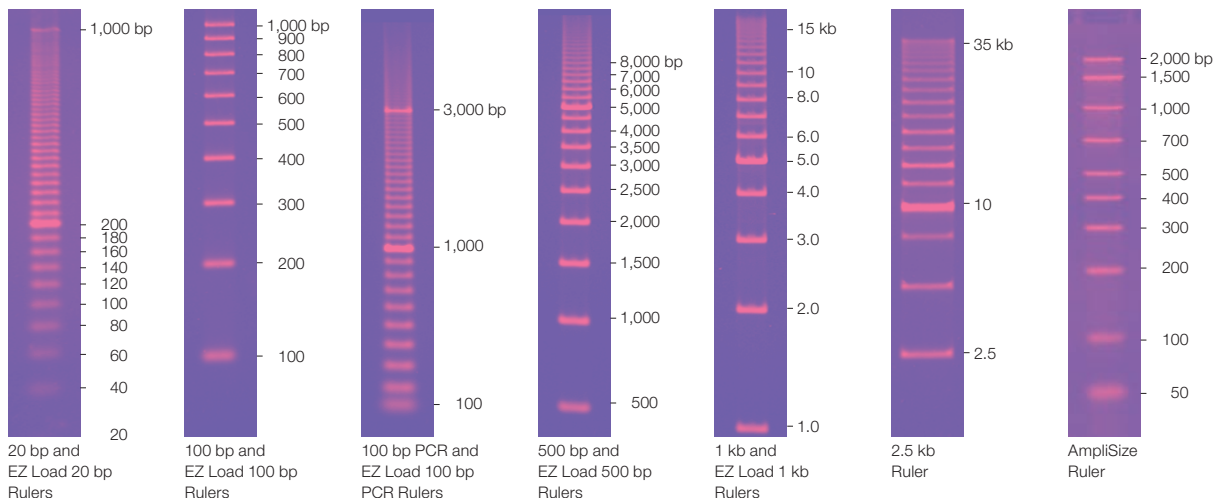 1,000 bp
200
180
160
140
120
100
80
60
40
20
20 bp and
EZ Load 20 bp
Rulers
1,000 bp
900
800
700
600
500
400
300
200
100
100 bp and
EZ Load 100 bp
Rulers
3,000 bp
1,000
100
100 bp PCR and
EZ Load 100 bp
PCR Rulers
8,000 bp
7,000
6,000
5,000
4,000
3,500
3,000
2,500
2,000
1,500
1,000
500
500 bp and
EZ Load 500 bp
Rulers
15 kb
10
8.0
6.0
5.0
4.0
3.0
2.0
1.0
1 kb and
EZ Load 1 kb
Rulers
35 kb
10
2.5
2.5 kb
Ruler
2,000 bp
1,500
1,000
700
500
400
300
200
100
50
AmpliSize
Ruler